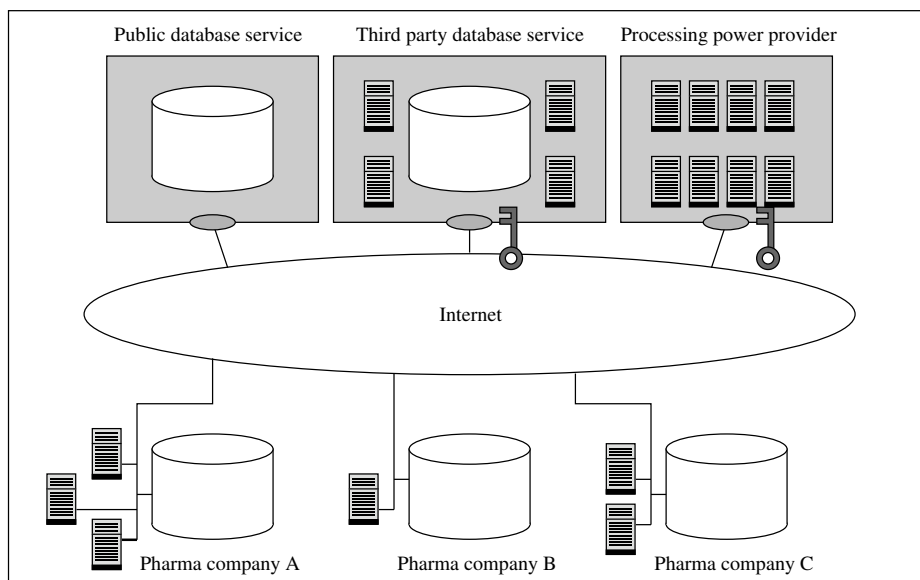 Public database service
Third party database service
Processing power provider
Internet
Pharma company A
Pharma company B
Pharma company C